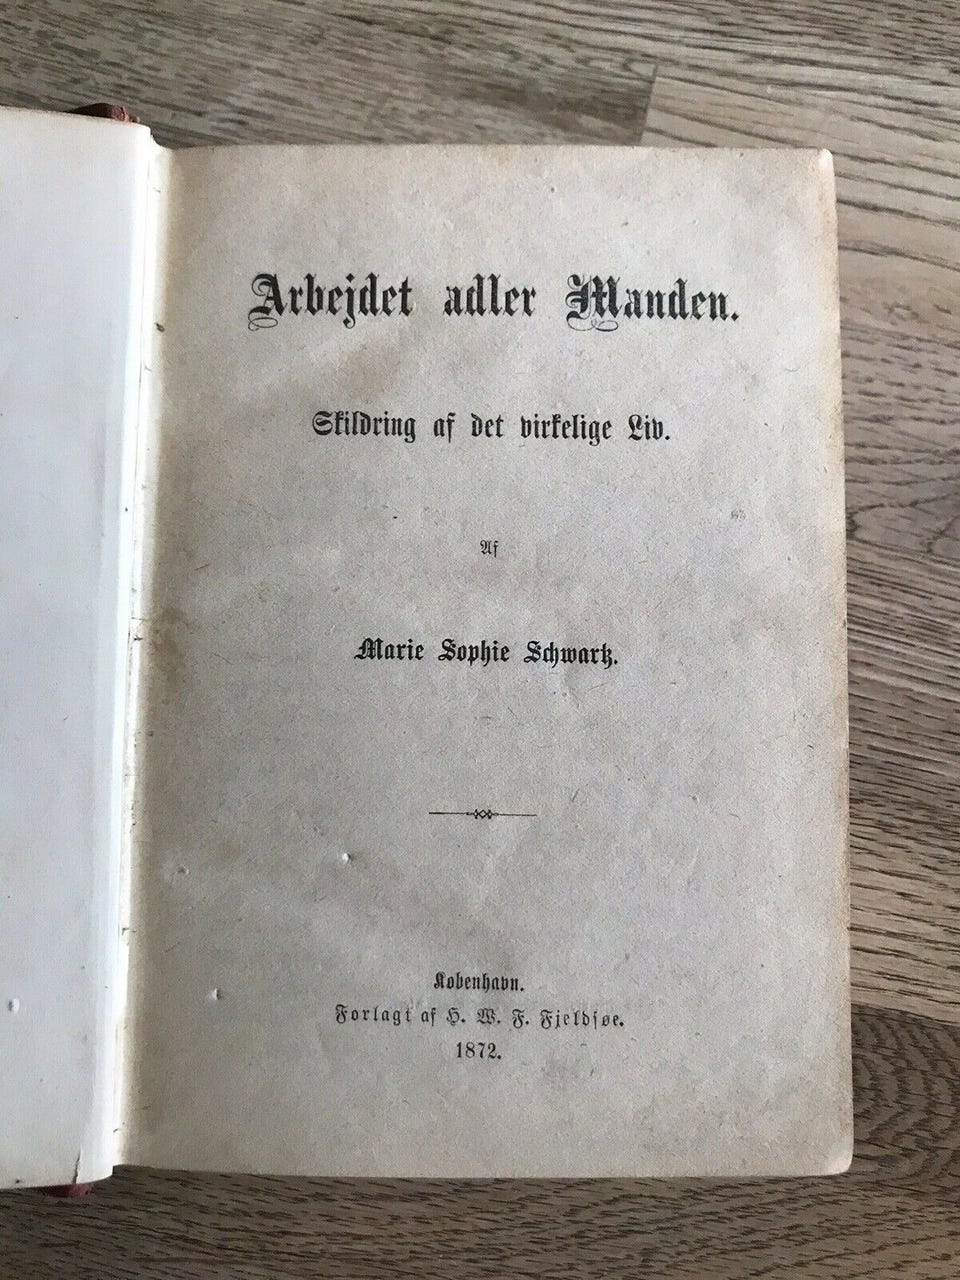 Arbejdet adler Manden.
Skildring af det virkelige Liv.
Af
Marie Sophie Schwartz.
København.
Forlagt af H. W. F. Fjeldsøe.
1872.